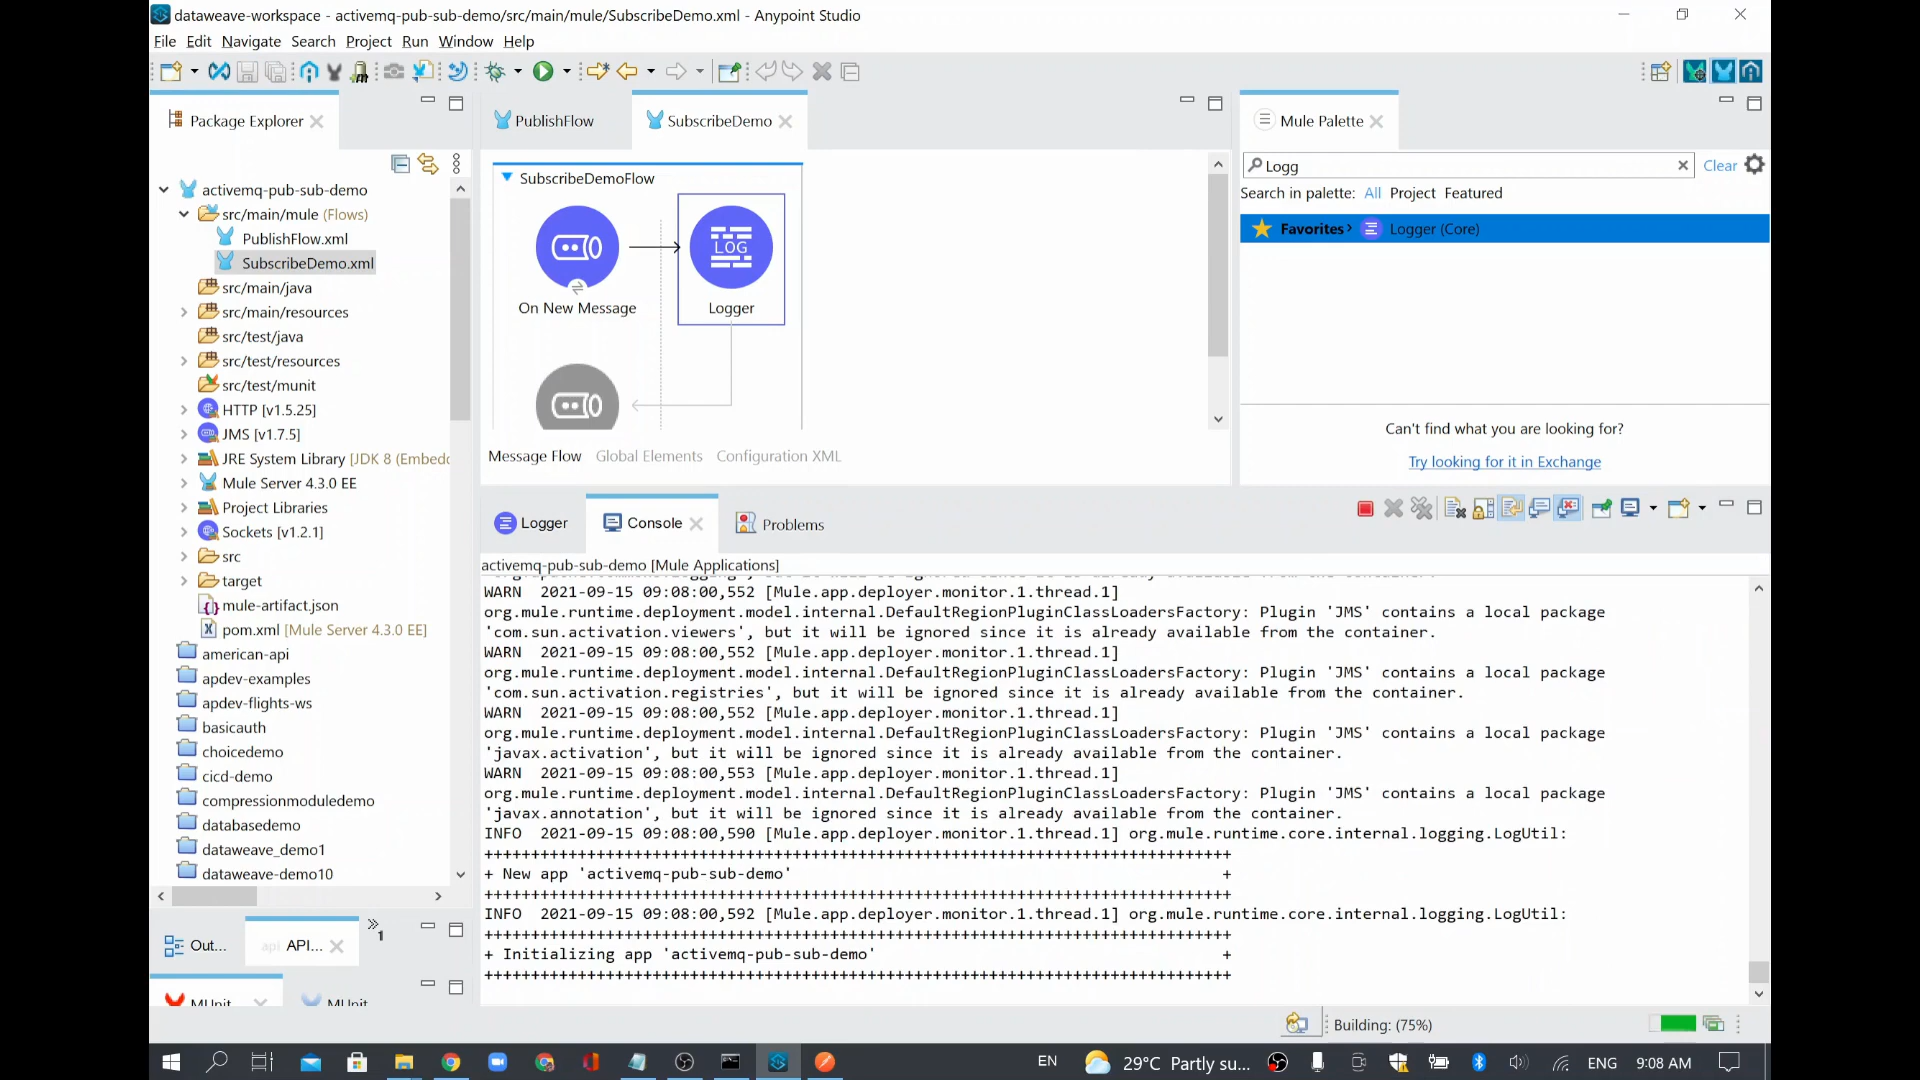 dataweave-workspace - activemq-pub-sub-demo/src/main/mule/SubscribeDemo.xml - Anypoint Studio
File Edit Navigate Search Project Run Window Help
Package Explorer
activemq-pub-sub-demo
src/main/mule (Flows)
PublishFlow.xml
SubscribeDemo.xml
src/main/java
src/main/resources
src/test/java
src/test/resources
src/test/munit
HTTP [v1.5.25]
JMS [v1.7.5]
JRE System Library [JDK 8 (Embedd
Mule Server 4.3.0 EE
Project Libraries
Sockets [v1.2.1]
src
target
mule-artifact.json
pom.xml [Mule Server 4.3.0 EE]
american-api
apdev-examples
apdev-flights-ws
basicauth
choicedemo
cicd-demo
compressionmoduledemo
databasedemo
dataweave_demo1
dataweave-demo10
Out...
API...
1
MUnit
MUnit
PublishFlow
SubscribeDemo
SubscribeDemoFlow
LOG
On New Message
Logger
Message Flow Global Elements Configuration XML
Mule Palette
Logg
Clear
Search in palette: All Project Featured
Favorites Logger (Core)
Can't find what you are looking for?
Try looking for it in Exchange
Logger
Console
Problems
activemq-pub-sub-demo [Mule Applications]
WARN 2021-09-15 09:08:00,552 [Mule.app.deployer.monitor.1.thread.1]
org.mule.runtime.deployment.model.internal.DefaultRegionPluginClassLoadersFactory: Plugin 'JMS' contains a local package
'com.sun.activation.viewers', but it will be ignored since it is already available from the container.
WARN 2021-09-15 09:08:00,552 [Mule.app.deployer.monitor.1.thread.1]
org.mule.runtime.deployment.model.internal.DefaultRegionPluginClassLoadersFactory: Plugin 'JMS' contains a local package
'com.sun.activation.registries', but it will be ignored since it is already available from the container.
WARN 2021-09-15 09:08:00,552 [Mule.app.deployer.monitor.1.thread.1]
org.mule.runtime.deployment.model.internal.DefaultRegionPluginClassLoadersFactory: Plugin 'JMS' contains a local package
'javax.activation', but it will be ignored since it is already available from the container.
WARN 2021-09-15 09:08:00,553 [Mule.app.deployer.monitor.1.thread.1]
org.mule.runtime.deployment.model.internal.DefaultRegionPluginClassLoadersFactory: Plugin 'JMS' contains a local package
'javax.annotation', but it will be ignored since it is already available from the container.
INFO 2021-09-15 09:08:00,590 [Mule.app.deployer.monitor.1.thread.1] org.mule.runtime.core.internal.logging.LogUtil:
++++++++++++++++++++++++++++++++++++++++++++++++++++++++++++++++++++++++++++++++
+ New app 'activemq-pub-sub-demo' +
++++++++++++++++++++++++++++++++++++++++++++++++++++++++++++++++++++++++++++++++
INFO 2021-09-15 09:08:00,592 [Mule.app.deployer.monitor.1.thread.1] org.mule.runtime.core.internal.logging.LogUtil:
++++++++++++++++++++++++++++++++++++++++++++++++++++++++++++++++++++++++++++++++
+ Initializing app 'activemq-pub-sub-demo' +
++++++++++++++++++++++++++++++++++++++++++++++++++++++++++++++++++++++++++++++++
Building: (75%)
EN
29°C Partly su...
ENG
9:08 AM